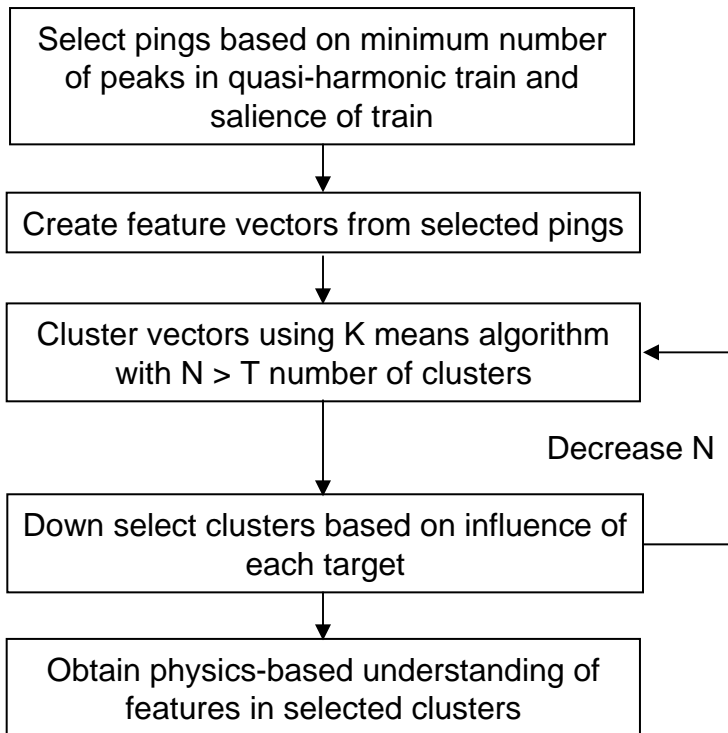 Select pings based on minimum number
of peaks in quasi-harmonic train and
salience of train
Create feature vectors from selected pings
Cluster vectors using K means algorithm
with N > T number of clusters
Decrease N
Down select clusters based on influence of
each target
Obtain physics-based understanding of
features in selected clusters